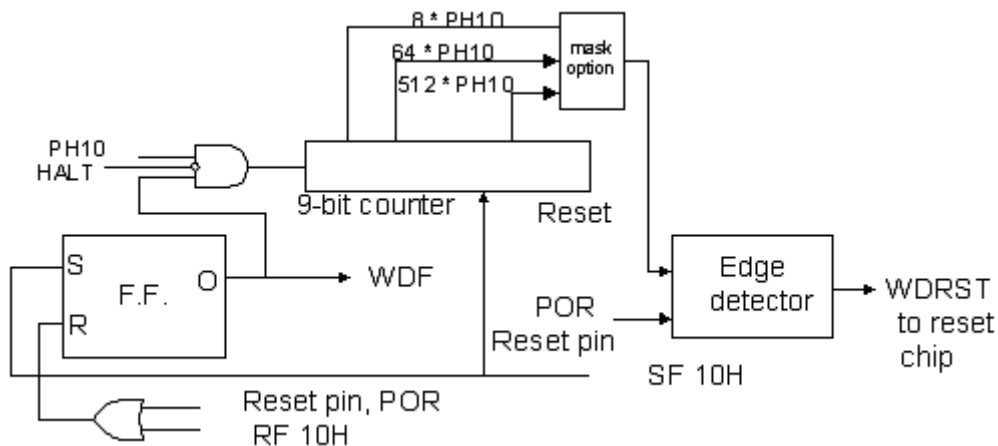 8 * PH10
64 * PH10
512 * PH10
mask
option
PH10
HALT
9-bit counter
Reset
S
F.F.
O
R
WDF
POR
Reset pin
Edge
detector
WDRST
to reset
chip
SF 10H
Reset pin, POR
RF 10H